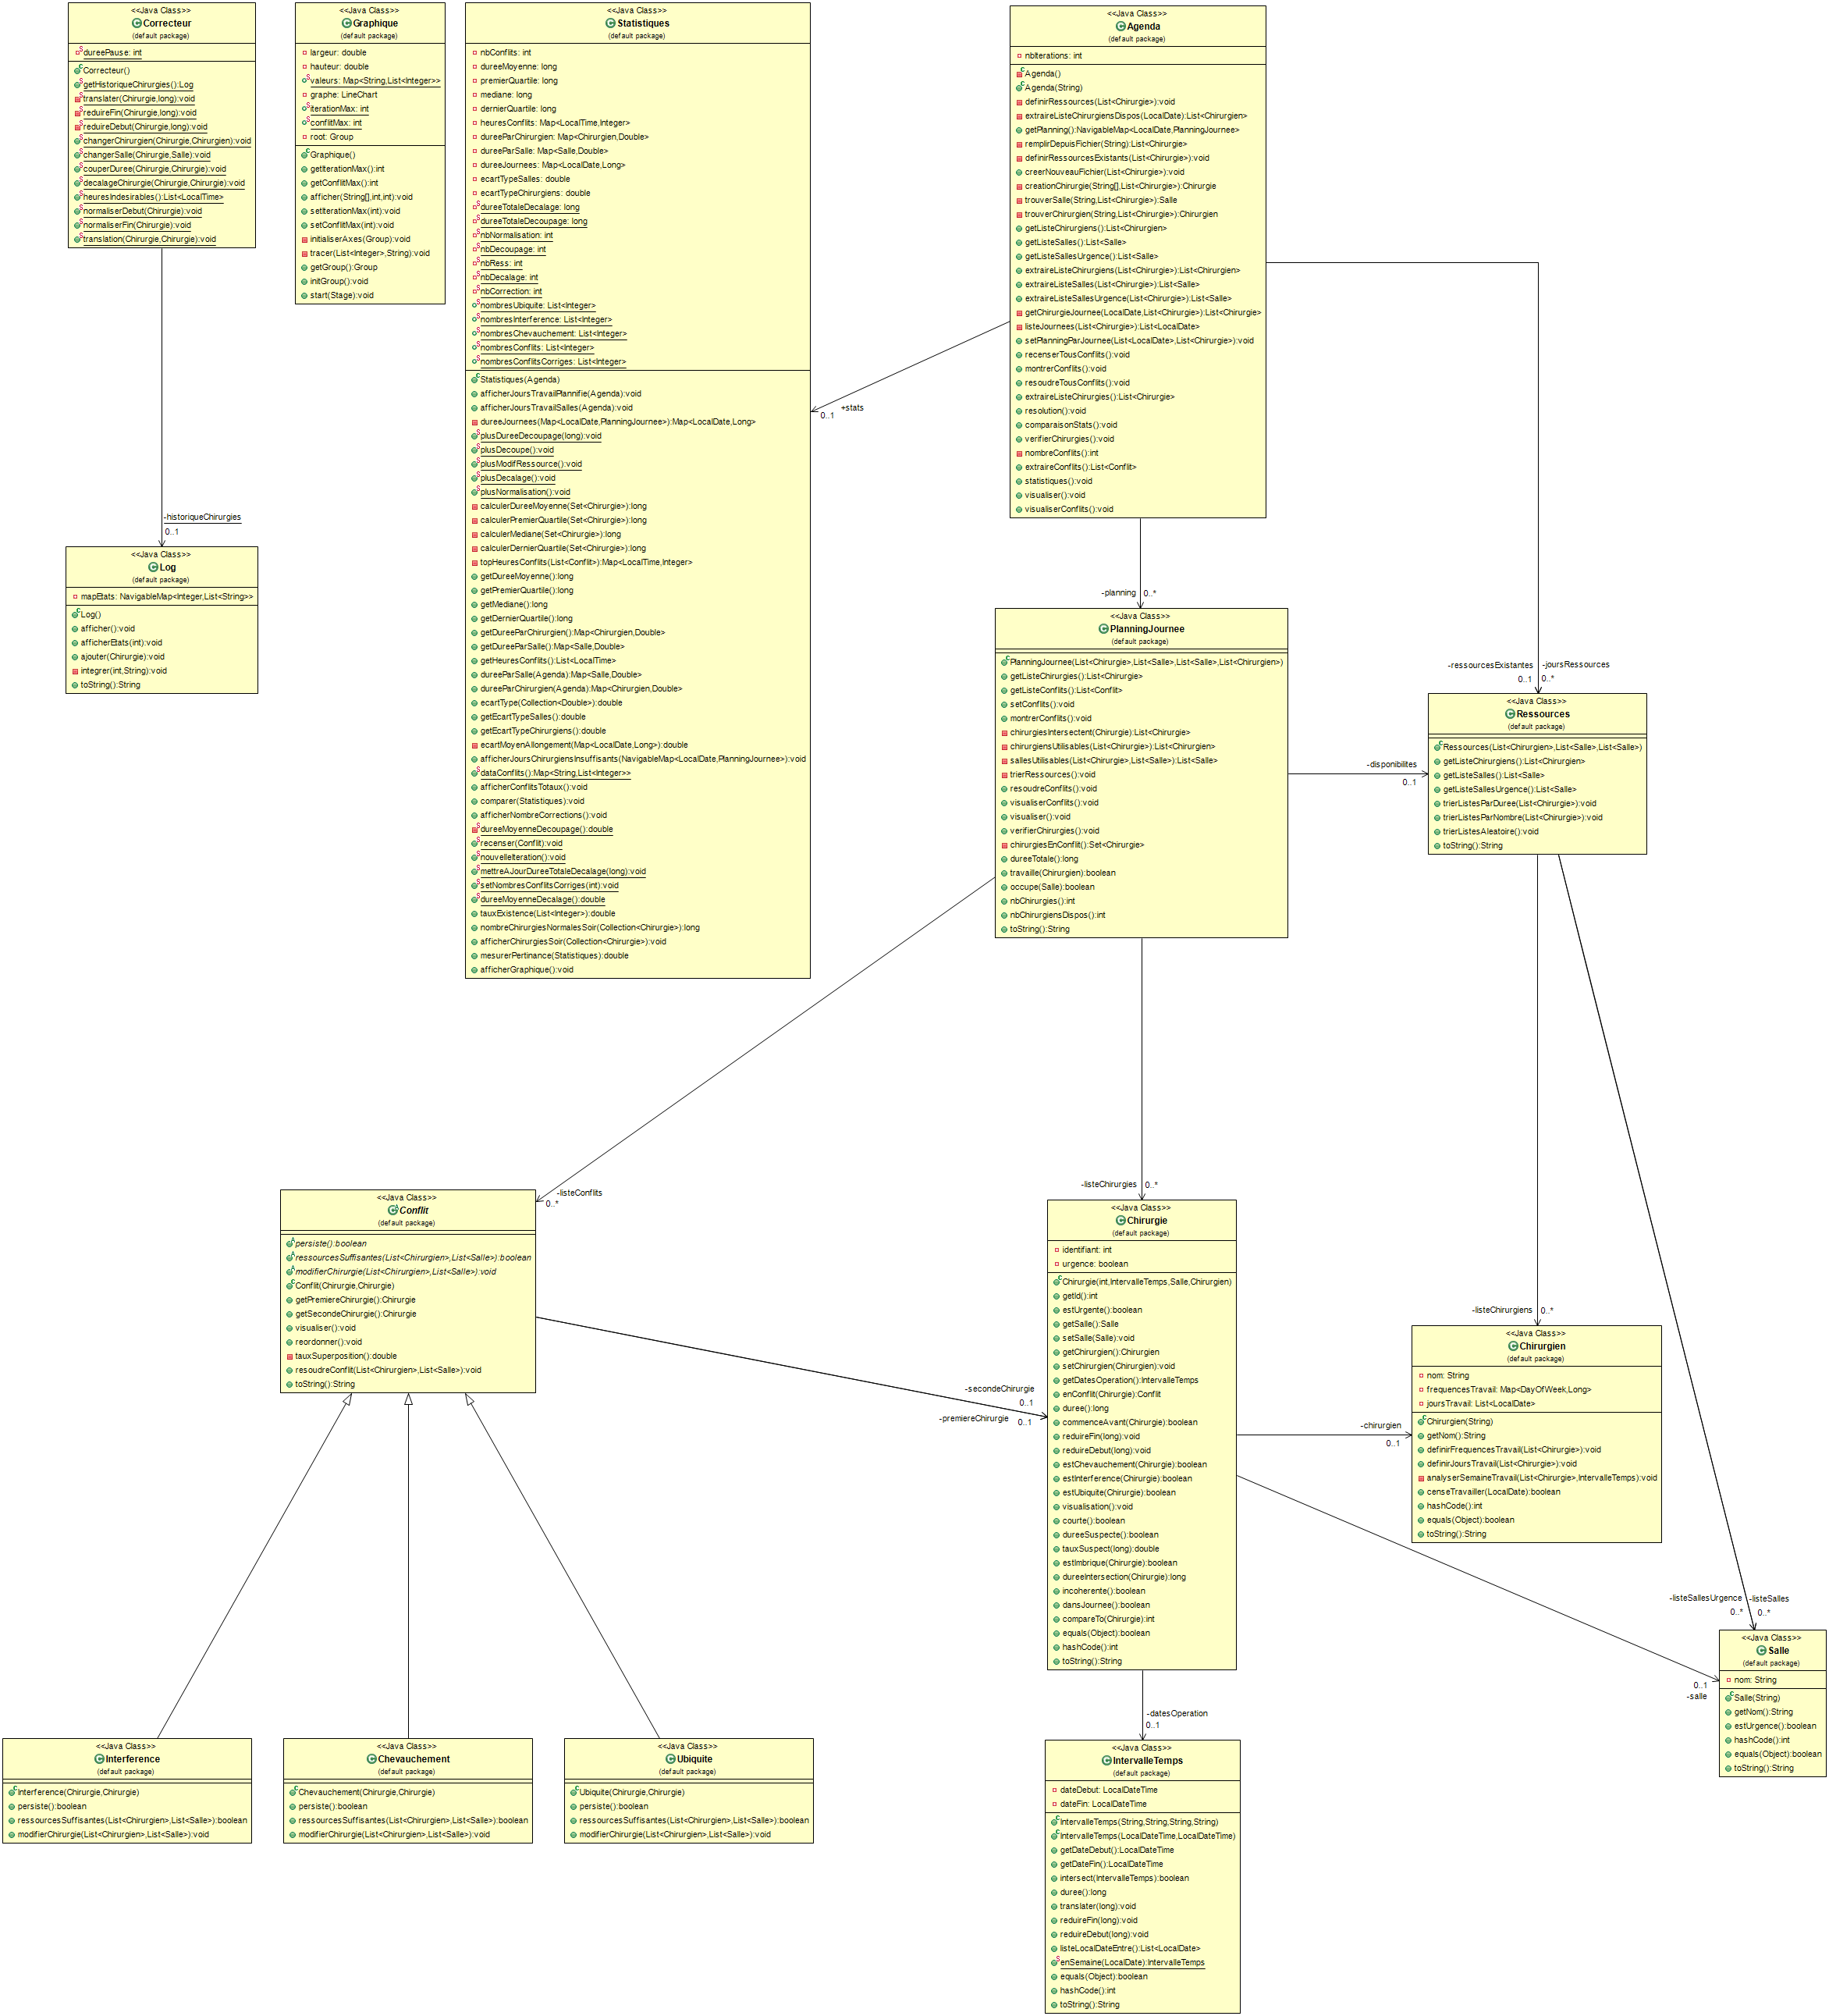 <<Java Class>>
Correcteur
(default package)
dureePause: int
Correcteur()
getHistoriqueChirurgies():Log
translater(Chirurgie,long):void
reduireFin(Chirurgie,long):void
reduireDebut(Chirurgie,long):void
changerChirurgien(Chirurgie,Chirurgien):void
changerSalle(Chirurgie,Salle):void
couperDuree(Chirurgie,Chirurgie):void
decalageChirurgie(Chirurgie,Chirurgie):void
heuresIndesirables():List<LocalTime>
normaliserDebut(Chirurgie):void
normaliserFin(Chirurgie):void
translation(Chirurgie,Chirurgie):void
<<Java Class>>
Graphique
(default package)
largeur: double
hauteur: double
valeurs: Map<String,List<Integer>>
graphe: LineChart
iterationMax: int
conflitMax: int
root: Group
Graphique()
getIterationMax():int
getConflitMax():int
afficher(String[],int,int):void
setIterationMax(int):void
setConflitMax(int):void
initialiserAxes(Group):void
tracer(List<Integer>,String):void
getGroup():Group
initGroup():void
start(Stage):void
<<Java Class>>
Statistiques
(default package)
nbConflits: int
dureeMoyenne: long
premierQuartile: long
mediane: long
dernierQuartile: long
heuresConflits: Map<LocalTime,Integer>
dureeParChirurgien: Map<Chirurgien,Double>
dureeParSalle: Map<Salle,Double>
dureeJournees: Map<LocalDate,Long>
ecartTypeSalles: double
ecartTypeChirurgiens: double
dureeTotaleDecalage: long
dureeTotaleDecoupage: long
nbNormalisation: int
nbDecoupage: int
nbRess: int
nbDecalage: int
nbCorrection: int
nombresUbiquite: List<Integer>
nombresInterference: List<Integer>
nombresChevauchement: List<Integer>
nombresConflits: List<Integer>
nombresConflitsCorriges: List<Integer>
Statistiques(Agenda)
afficherJoursTravailPlannifie(Agenda):void
afficherJoursTravailSalles(Agenda):void
dureeJournees(Map<LocalDate,PlanningJournee>):Map<LocalDate,Long>
plusDureeDecoupage(long):void
plusDecoupe():void
plusModifRessource():void
plusDecalage():void
plusNormalisation():void
calculerDureeMoyenne(Set<Chirurgie>):long
calculerPremierQuartile(Set<Chirurgie>):long
calculerMediane(Set<Chirurgie>):long
calculerDernierQuartile(Set<Chirurgie>):long
topHeuresConflits(List<Conflit>):Map<LocalTime,Integer>
getDureeMoyenne():long
getPremierQuartile():long
getMediane():long
getDernierQuartile():long
getDureeParChirurgien():Map<Chirurgien,Double>
getDureeParSalle():Map<Salle,Double>
getHeuresConflits():List<LocalTime>
dureeParSalle(Agenda):Map<Salle,Double>
dureeParChirurgien(Agenda):Map<Chirurgien,Double>
ecartType(Collection<Double>):double
getEcartTypeSalles():double
getEcartTypeChirurgiens():double
ecartMoyenAllongement(Map<LocalDate,Long>):double
afficherJoursChirurgiensInsuffisants(NavigableMap<LocalDate,PlanningJournee>):void
dataConflits():Map<String,List<Integer>>
afficherConflitsTotaux():void
comparer(Statistiques):void
afficherNombreCorrections():void
dureeMoyenneDecoupage():double
recenser(Conflit):void
nouvelleIteration():void
mettreAJourDureeTotaleDecalage(long):void
setNombresConflitsCorriges(int):void
dureeMoyenneDecalage():double
tauxExistence(List<Integer>):double
nombreChirurgiesNormalesSoir(Collection<Chirurgie>):long
afficherChirurgiesSoir(Collection<Chirurgie>):void
mesurerPertinance(Statistiques):double
afficherGraphique():void
<<Java Class>>
Agenda
(default package)
nbIterations: int
Agenda()
Agenda(String)
definirRessources(List<Chirurgie>):void
extraireListeChirurgiensDispos(LocalDate):List<Chirurgien>
getPlanning():NavigableMap<LocalDate,PlanningJournee>
remplirDepuisFichier(String):List<Chirurgie>
definirRessourcesExistants(List<Chirurgie>):void
creerNouveauFichier(List<Chirurgie>):void
creationChirurgie(String[],List<Chirurgie>):Chirurgie
trouverSalle(String,List<Chirurgie>):Salle
trouverChirurgien(String,List<Chirurgie>):Chirurgien
getListeChirurgiens():List<Chirurgien>
getListeSalles():List<Salle>
getListeSallesUrgence():List<Salle>
extraireListeChirurgiens(List<Chirurgie>):List<Chirurgien>
extraireListeSalles(List<Chirurgie>):List<Salle>
extraireListeSallesUrgence(List<Chirurgie>):List<Salle>
getChirurgieJournee(LocalDate,List<Chirurgie>):List<Chirurgie>
listeJournees(List<Chirurgie>):List<LocalDate>
setPlanningParJournee(List<LocalDate>,List<Chirurgie>):void
recenserTousConflits():void
montrerConflits():void
resoudreTousConflits():void
extraireListeChirurgies():List<Chirurgie>
resolution():void
comparaisonStats():void
verifierChirurgies():void
nombreConflits():int
extraireConflits():List<Conflit>
statistiques():void
visualiser():void
visualiserConflits():void
+stats
0..1
-historiqueChirurgies
0..1
<<Java Class>>
Log
(default package)
mapEtats: NavigableMap<Integer,List<String>>
Log()
afficher():void
afficherEtats(int):void
ajouter(Chirurgie):void
integrer(int,String):void
toString():String
-planning
0..*
<<Java Class>>
PlanningJournee
(default package)
PlanningJournee(List<Chirurgie>,List<Salle>,List<Salle>,List<Chirurgien>)
getListeChirurgies():List<Chirurgie>
getListeConflits():List<Conflit>
setConflits():void
montrerConflits():void
chirurgiesIntersectent(Chirurgie):List<Chirurgie>
chirurgiensUtilisables(List<Chirurgie>):List<Chirurgien>
sallesUtilisables(List<Chirurgie>,List<Salle>):List<Salle>
trierRessources():void
resoudreConflits():void
visualiserConflits():void
visualiser():void
verifierChirurgies():void
chirurgiesEnConflit():Set<Chirurgie>
dureeTotale():long
travaille(Chirurgien):boolean
occupe(Salle):boolean
nbChirurgies():int
nbChirurgiensDispos():int
toString():String
-ressourcesExistantes
0..1
-joursRessources
0..*
-disponibilites
0..1
<<Java Class>>
Ressources
(default package)
Ressources(List<Chirurgien>,List<Salle>,List<Salle>)
getListeChirurgiens():List<Chirurgien>
getListeSalles():List<Salle>
getListeSallesUrgence():List<Salle>
trierListesParDuree(List<Chirurgie>):void
trierListesParNombre(List<Chirurgie>):void
trierListesAleatoire():void
toString():String
-listeConflits
0..*
-listeChirurgies
0..*
<<Java Class>>
Conflit
(default package)
persiste():boolean
ressourcesSuffisantes(List<Chirurgien>,List<Salle>):boolean
modifierChirurgie(List<Chirurgien>,List<Salle>):void
Conflit(Chirurgie,Chirurgie)
getPremiereChirurgie():Chirurgie
getSecondeChirurgie():Chirurgie
visualiser():void
reordonner():void
tauxSuperposition():double
resoudreConflit(List<Chirurgien>,List<Salle>):void
toString():String
-secondeChirurgie
0..1
-premiereChirurgie
0..1
<<Java Class>>
Chirurgie
(default package)
identifiant: int
urgence: boolean
Chirurgie(int,IntervalleTemps,Salle,Chirurgien)
getId():int
estUrgente():boolean
getSalle():Salle
setSalle(Salle):void
getChirurgien():Chirurgien
setChirurgien(Chirurgien):void
getDatesOperation():IntervalleTemps
enConflit(Chirurgie):Conflit
duree():long
commenceAvant(Chirurgie):boolean
reduireFin(long):void
reduireDebut(long):void
estChevauchement(Chirurgie):boolean
estInterference(Chirurgie):boolean
estUbiquite(Chirurgie):boolean
visualisation():void
courte():boolean
dureeSuspecte():boolean
tauxSuspect(long):double
estImbrique(Chirurgie):boolean
dureeIntersection(Chirurgie):long
incoherente():boolean
dansJournee():boolean
compareTo(Chirurgie):int
equals(Object):boolean
hashCode():int
toString():String
-listeChirurgiens
0..*
-chirurgien
0..1
<<Java Class>>
Chirurgien
(default package)
nom: String
frequencesTravail: Map<DayOfWeek,Long>
joursTravail: List<LocalDate>
Chirurgien(String)
getNom():String
definirFrequencesTravail(List<Chirurgie>):void
definirJoursTravail(List<Chirurgie>):void
analyserSemaineTravail(List<Chirurgie>,IntervalleTemps):void
censeTravailler(LocalDate):boolean
hashCode():int
equals(Object):boolean
toString():String
-listeSallesUrgence
0..*
-listeSalles
0..*
0..1
-salle
<<Java Class>>
Salle
(default package)
nom: String
Salle(String)
getNom():String
estUrgence():boolean
hashCode():int
equals(Object):boolean
toString():String
<<Java Class>>
Interference
(default package)
Interference(Chirurgie,Chirurgie)
persiste():boolean
ressourcesSuffisantes(List<Chirurgien>,List<Salle>):boolean
modifierChirurgie(List<Chirurgien>,List<Salle>):void
<<Java Class>>
Chevauchement
(default package)
Chevauchement(Chirurgie,Chirurgie)
persiste():boolean
ressourcesSuffisantes(List<Chirurgien>,List<Salle>):boolean
modifierChirurgie(List<Chirurgien>,List<Salle>):void
<<Java Class>>
Ubiquite
(default package)
Ubiquite(Chirurgie,Chirurgie)
persiste():boolean
ressourcesSuffisantes(List<Chirurgien>,List<Salle>):boolean
modifierChirurgie(List<Chirurgien>,List<Salle>):void
-datesOperation
0..1
<<Java Class>>
IntervalleTemps
(default package)
dateDebut: LocalDateTime
dateFin: LocalDateTime
IntervalleTemps(String,String,String,String)
IntervalleTemps(LocalDateTime,LocalDateTime)
getDateDebut():LocalDateTime
getDateFin():LocalDateTime
intersect(IntervalleTemps):boolean
duree():long
translater(long):void
reduireFin(long):void
reduireDebut(long):void
listeLocalDateEntre():List<LocalDate>
enSemaine(LocalDate):IntervalleTemps
equals(Object):boolean
hashCode():int
toString():String